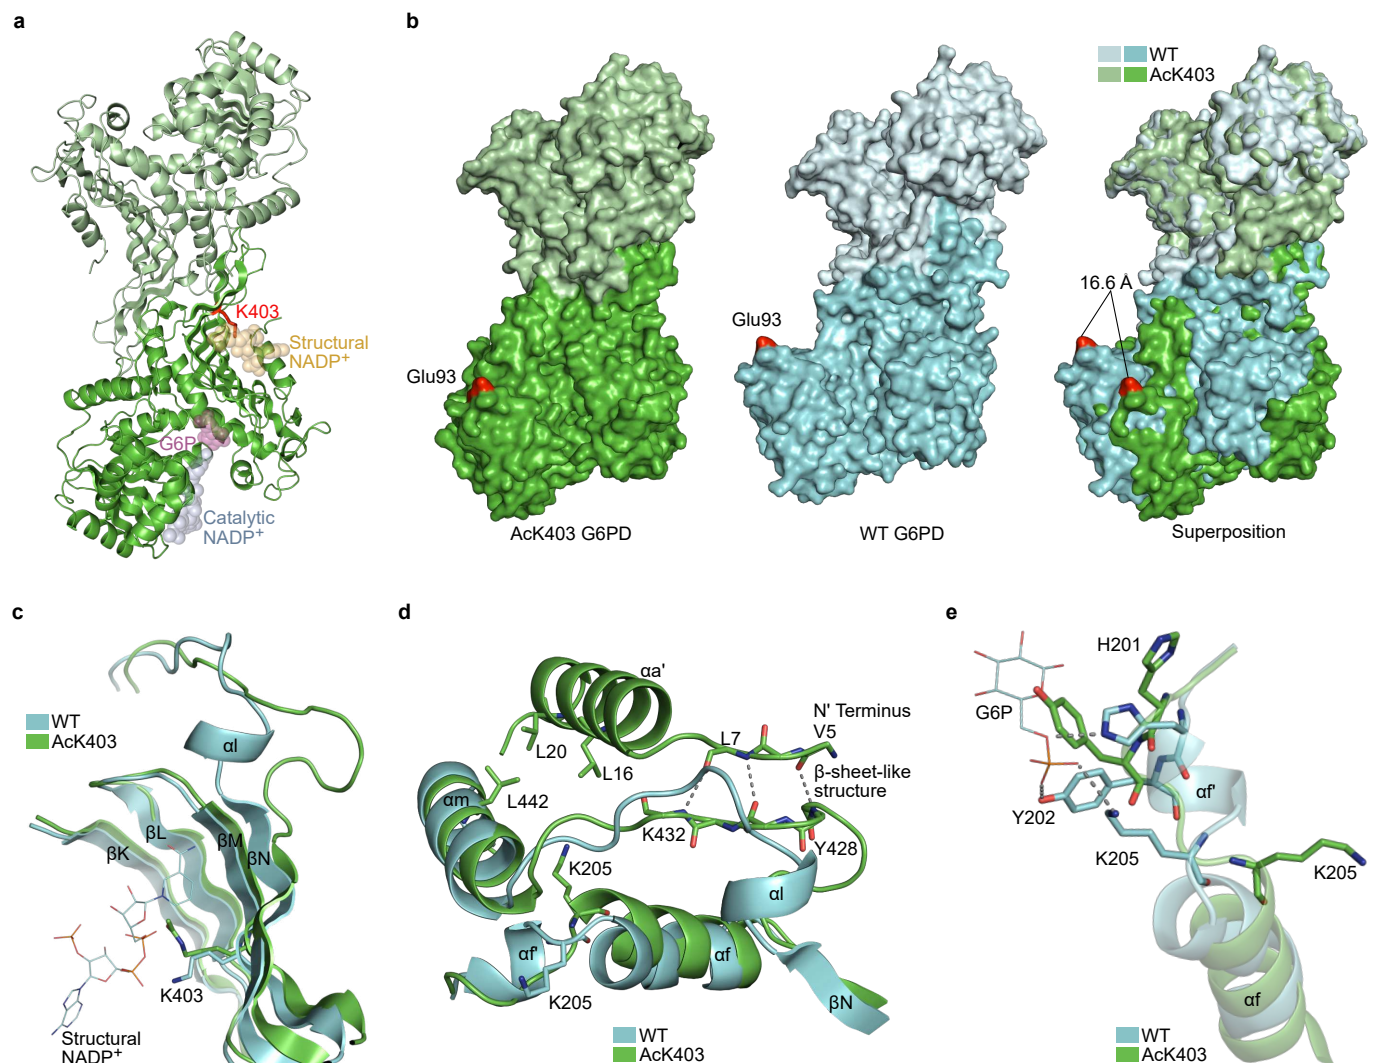 a
K403
Structural
NADP+
G6P
Catalytic
NADP+
b
WT
AcK403
Glu93
Glu93
16.6 Å
AcK403 G6PD
WT G6PD
Superposition
c
WT
AcK403
αl
βL
βK
βM
βN
K403
Structural
NADP+
d
αa'
N' Terminus
V5
L7
L20
L16
β-sheet-like
structure
αm
L442
K432
Y428
K205
αl
αf'
αf
K205
βN
WT
AcK403
e
H201
G6P
αf'
Y202
K205
K205
αf
WT
AcK403